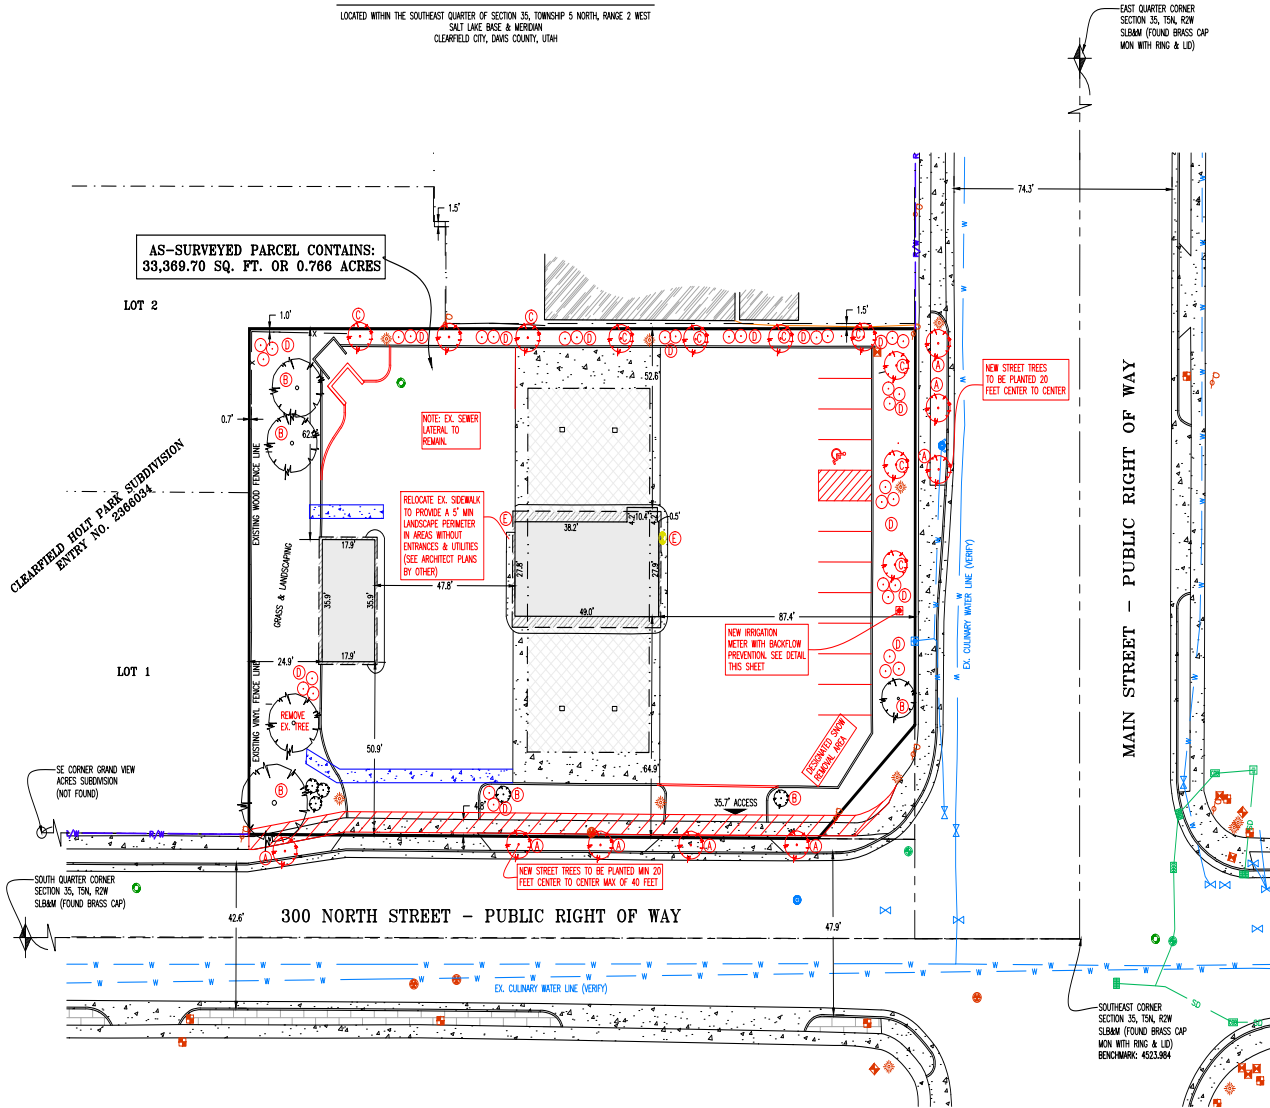 LOCATED WITHIN THE SOUTHEAST QUARTER OF SECTION 35, TOWNSHIP 5 NORTH, RANGE 2 WEST
SALT LAKE BASE & MERIDIAN
CLEARFIELD CITY, DAVIS COUNTY, UTAH
EAST QUARTER CORNER
SECTION 35, T5N, R2W
SLB&M (FOUND BRASS CAP
MON WITH RING & LID)
74.3'
1.5'
AS-SURVEYED PARCEL CONTAINS:
33,369.70 SQ. FT. OR 0.766 ACRES
LOT 2
1.0'
1.5'
0.7'
62.0'
52.6'
NOTE: EX. SEWER
LATERAL TO
REMAIN.
NEW STREET TREES
TO BE PLANTED 20
FEET CENTER TO CENTER
CLEARFIELD HOLT PARK SUBDIVISION
ENTRY NO. 2366034
EXISTING WOOD FENCE LINE
GRASS & LANDSCAPING
EXISTING VINYL FENCE LINE
RELOCATE EX. SIDEWALK
TO PROVIDE A 5' MIN
LANDSCAPE PERIMETER
IN AREAS WITHOUT
ENTRANCES & UTILITIES
(SEE ARCHITECT PLANS
BY OTHER)
17.9'
35.9'
35.9'
17.9'
24.9'
47.8'
38.2'
10.4'
4.2'
4.2'
0.5'
27.8'
27.9'
49.0'
87.4'
NEW IRRIGATION
METER WITH BACKFLOW
PREVENTION. SEE DETAIL
THIS SHEET
EX. CULINARY WATER LINE (VERIFY)
MAIN STREET - PUBLIC RIGHT OF WAY
LOT 1
REMOVE
EX. TREE
50.9'
64.9'
DESIGNATED SNOW
REMOVAL AREA
SE CORNER GRAND VIEW
ACRES SUBDIVISION
(NOT FOUND)
4.8'
35.7' ACCESS
R/W
R/W
NEW STREET TREES TO BE PLANTED MIN 20
FEET CENTER TO CENTER MAX OF 40 FEET
SOUTH QUARTER CORNER
SECTION 35, T5N, R2W
SLB&M (FOUND BRASS CAP)
42.6'
300 NORTH STREET - PUBLIC RIGHT OF WAY
47.9'
EX. CULINARY WATER LINE (VERIFY)
SD
SOUTHEAST CORNER
SECTION 35, T5N, R2W
SLB&M (FOUND BRASS CAP
MON WITH RING & LID)
BENCHMARK: 4523.984